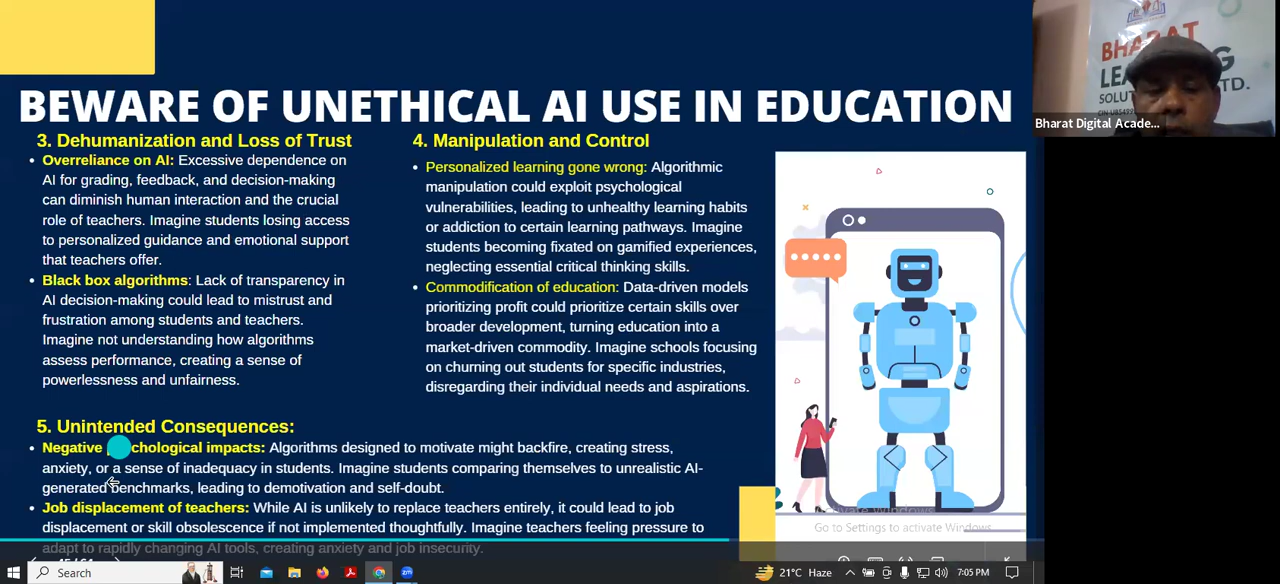 BEWARE OF UNETHICAL AI USE IN EDUCATION
3. Dehumanization and Loss of Trust
• Overreliance on AI: Excessive dependence on
AI for grading, feedback, and decision-making
can diminish human interaction and the crucial
role of teachers. Imagine students losing access
to personalized guidance and emotional support
that teachers offer.
• Black box algorithms: Lack of transparency in
AI decision-making could lead to mistrust and
frustration among students and teachers.
Imagine not understanding how algorithms
assess performance, creating a sense of
powerlessness and unfairness.
4. Manipulation and Control
• Personalized learning gone wrong: Algorithmic
manipulation could exploit psychological
vulnerabilities, leading to unhealthy learning habits
or addiction to certain learning pathways. Imagine
students becoming fixated on gamified experiences,
neglecting essential critical thinking skills.
• Commodification of education: Data-driven models
prioritizing profit could prioritize certain skills over
broader development, turning education into a
market-driven commodity. Imagine schools focusing
on churning out students for specific industries,
disregarding their individual needs and aspirations.
5. Unintended Consequences:
• Negative chological impacts: Algorithms designed to motivate might backfire, creating stress,
anxiety, or a sense of inadequacy in students. Imagine students comparing themselves to unrealistic AI-
generated benchmarks, leading to demotivation and self-doubt.
• Job displacement of teachers: While AI is unlikely to replace teachers entirely, it could lead to job
displacement or skill obsolescence if not implemented thoughtfully. Imagine teachers feeling pressure to
adapt to rapidly changing AI tools, creating anxiety and job insecurity.
Go to Settings to activate Windows.
Bharat Digital Acade...
Search
21°C Haze
7:05 PM